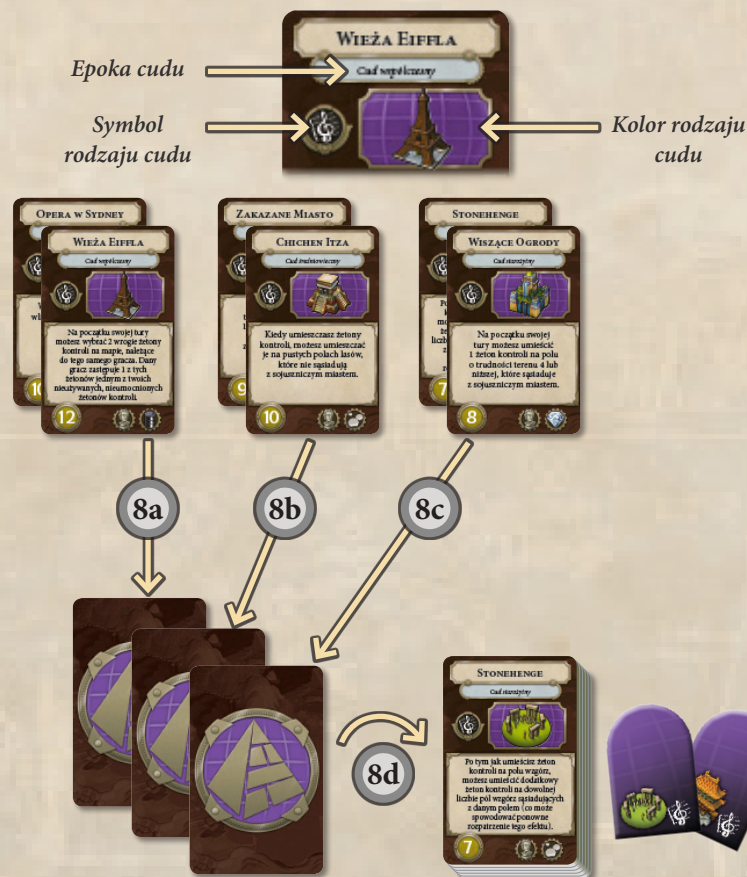 WIEŻA EIFFLA
Cud współczesny
Epoka cudu
Symbol
rodzaju cudu
Kolor rodzaju
cudu
OPERA W SYDNEY
WIEŻA EIFFLA
Cud współczesny
Na początku swojej tury
możesz wybrać 2 wrogie żetony
kontroli na mapie, należące
do tego samego gracza. Dany
gracz zastępuje 1 z tych
żetonów jednym z twoich
nieużywanych, nieumocnionych
żetonów kontroli.
10
12
ZAKAZANE MIASTO
CHICHEN ITZA
Cud średniowieczny
Kiedy umieszczasz żetony
kontroli, możesz umieszczać
je na pustych polach lasów,
które nie sąsiadują
z sojuszniczym miastem.
9
10
STONEHENGE
WISZĄCE OGRODY
Cud starożytny
Na początku swojej
tury możesz umieścić
1 żeton kontroli na polu
o trudności terenu 4 lub
niższej, które sąsiaduje
z sojuszniczym miastem.
7
8
8a
8b
8c
8d
STONEHENGE
Cud starożytny
Po tym jak umieścisz żeton
kontroli na polu wzgórz,
możesz umieścić dodatkowy
żeton kontroli na dowolnej
liczbie pól wzgórz sąsiadujących
z danym polem (co może
spowodować ponowne
rozpatrzenie tego efektu).
7